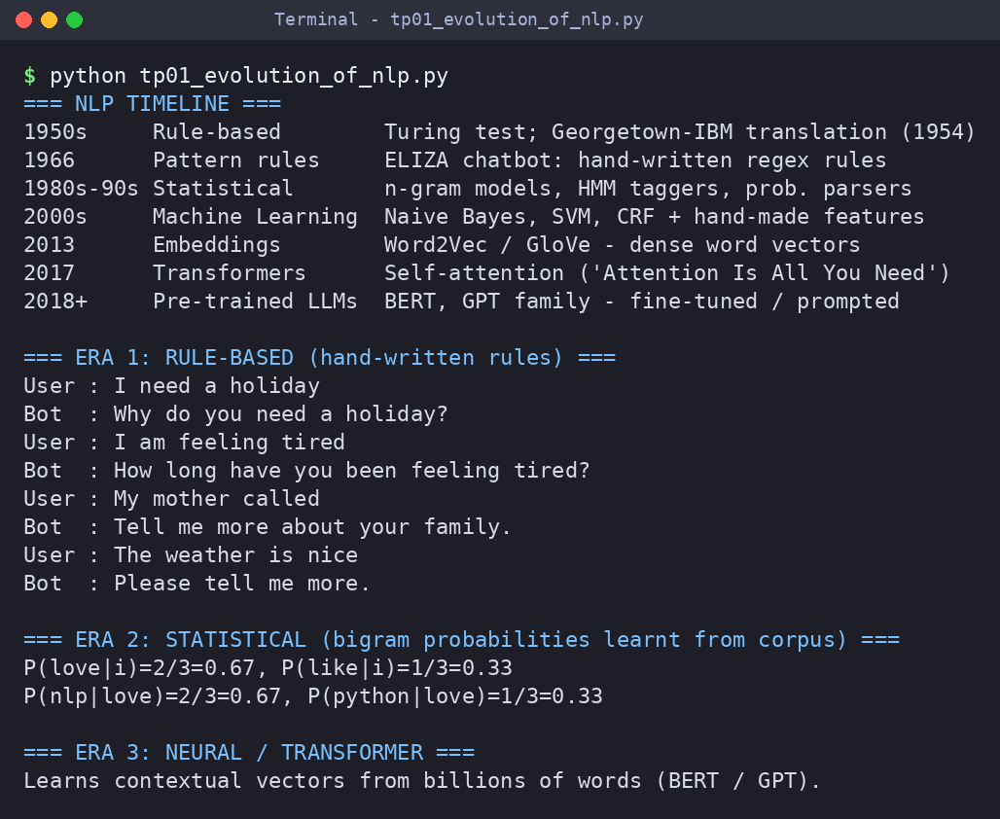 Terminal - tp01_evolution_of_nlp.py
$ python tp01_evolution_of_nlp.py
=== NLP TIMELINE ===
1950s     Rule-based        Turing test; Georgetown-IBM translation (1954)
1966      Pattern rules     ELIZA chatbot: hand-written regex rules
1980s-90s Statistical       n-gram models, HMM taggers, prob. parsers
2000s     Machine Learning  Naive Bayes, SVM, CRF + hand-made features
2013      Embeddings        Word2Vec / GloVe - dense word vectors
2017      Transformers      Self-attention ('Attention Is All You Need')
2018+     Pre-trained LLMs  BERT, GPT family - fine-tuned / prompted
=== ERA 1: RULE-BASED (hand-written rules) ===
User : I need a holiday
Bot  : Why do you need a holiday?
User : I am feeling tired
Bot  : How long have you been feeling tired?
User : My mother called
Bot  : Tell me more about your family.
User : The weather is nice
Bot  : Please tell me more.
=== ERA 2: STATISTICAL (bigram probabilities learnt from corpus) ===
P(love|i)=2/3=0.67, P(like|i)=1/3=0.33
P(nlp|love)=2/3=0.67, P(python|love)=1/3=0.33
=== ERA 3: NEURAL / TRANSFORMER ===
Learns contextual vectors from billions of words (BERT / GPT).